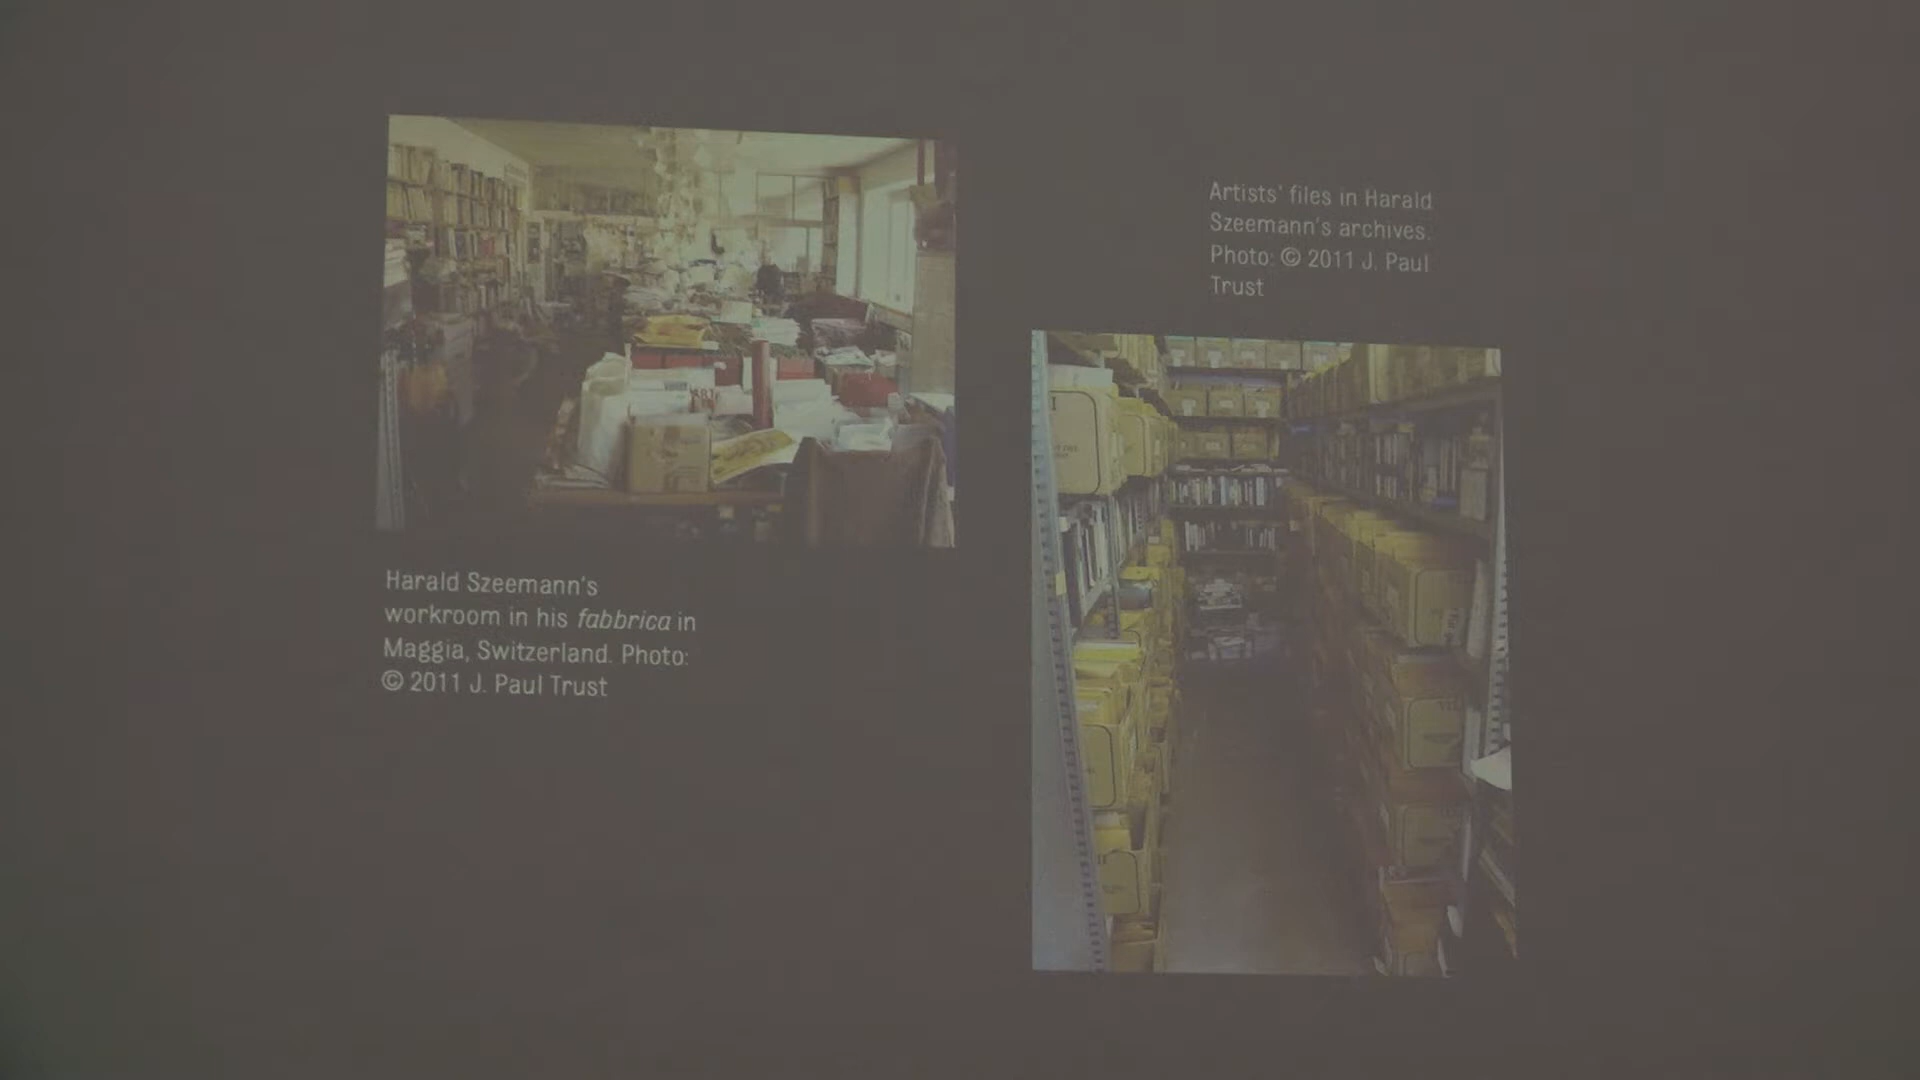 Artists' files in Harald
Szeemann's archives.
Photo: © 2011 J. Paul
Trust
Harald Szeemann's
workroom in his fabbrica in
Maggia, Switzerland. Photo:
© 2011 J. Paul Trust